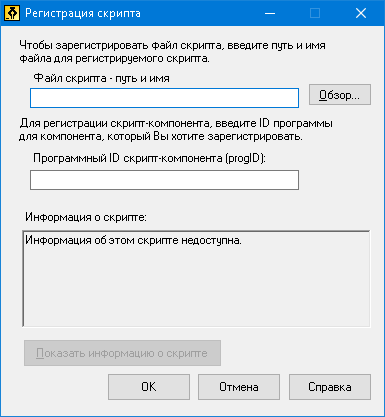 Регистрация скрипта
Чтобы зарегистрировать файл скрипта, введите путь и имя
файла для регистрируемого скрипта.
Файл скрипта - путь и имя
Обзор...
Для регистрации скрипт-компонента, введите ID программы
для компонента, который Вы хотите зарегистрировать.
Программный ID скрипт-компонента (progID):
Информация о скрипте:
Информация об этом скрипте недоступна.
Показать информацию о скрипте
OK
Отмена
Справка